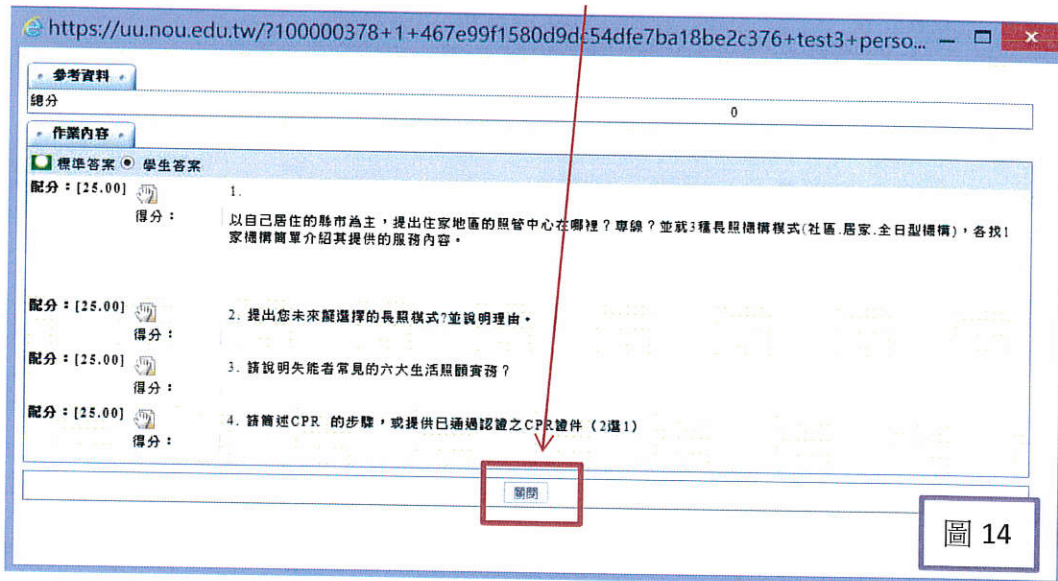 https://uu.nou.edu.tw/?100000378+1+467e99f1580d9dc54dfe7ba18be2c376+test3+perso...
參考資料
總分 0
作業內容
標準答案 學生答案
配分：[25.00] 1.
得分：
以自己居住的縣市為主，提出住家地區的照管中心在哪裡？專線？並就3種長照機構模式(社區.居家.全日型機構)，各找1
家機構簡單介紹其提供的服務內容。
配分：[25.00] 2. 提出您未來擬選擇的長照模式?並說明理由。
得分：
配分：[25.00] 3. 請說明失能者常見的六大生活照顧實務？
得分：
配分：[25.00] 4. 請簡述CPR 的步驟，或提供已通過認證之CPR證件（2選1）
得分：
關閉
圖 14